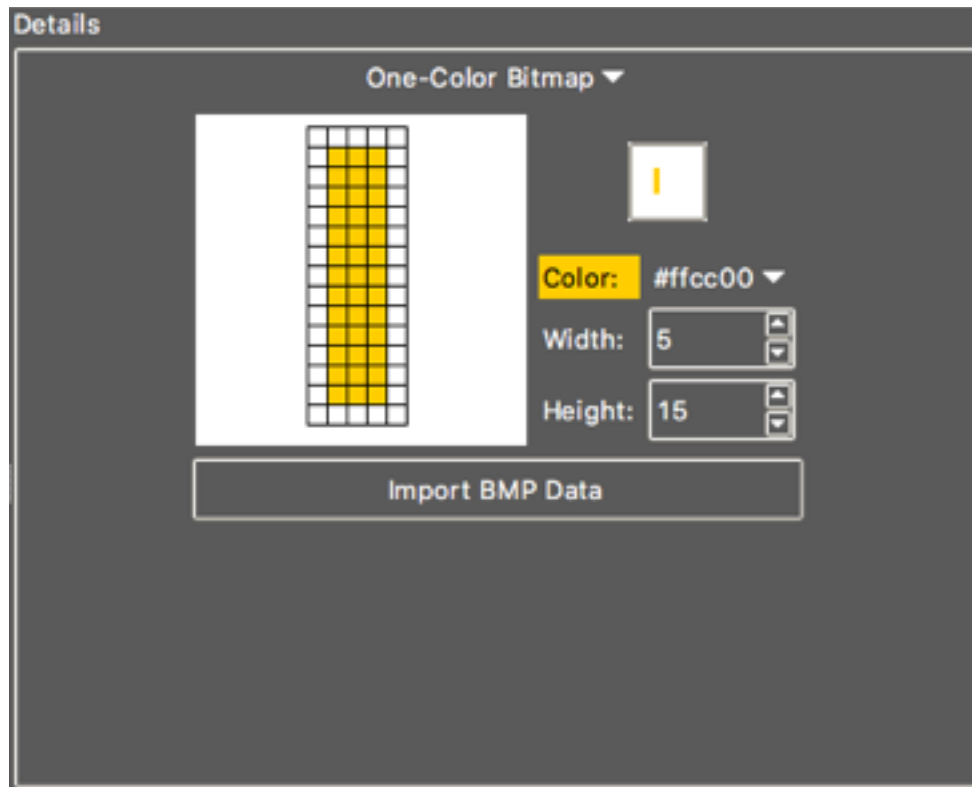 Details
One-Color Bitmap
Color: #ffcc00
Width: 5
Height: 15
Import BMP Data